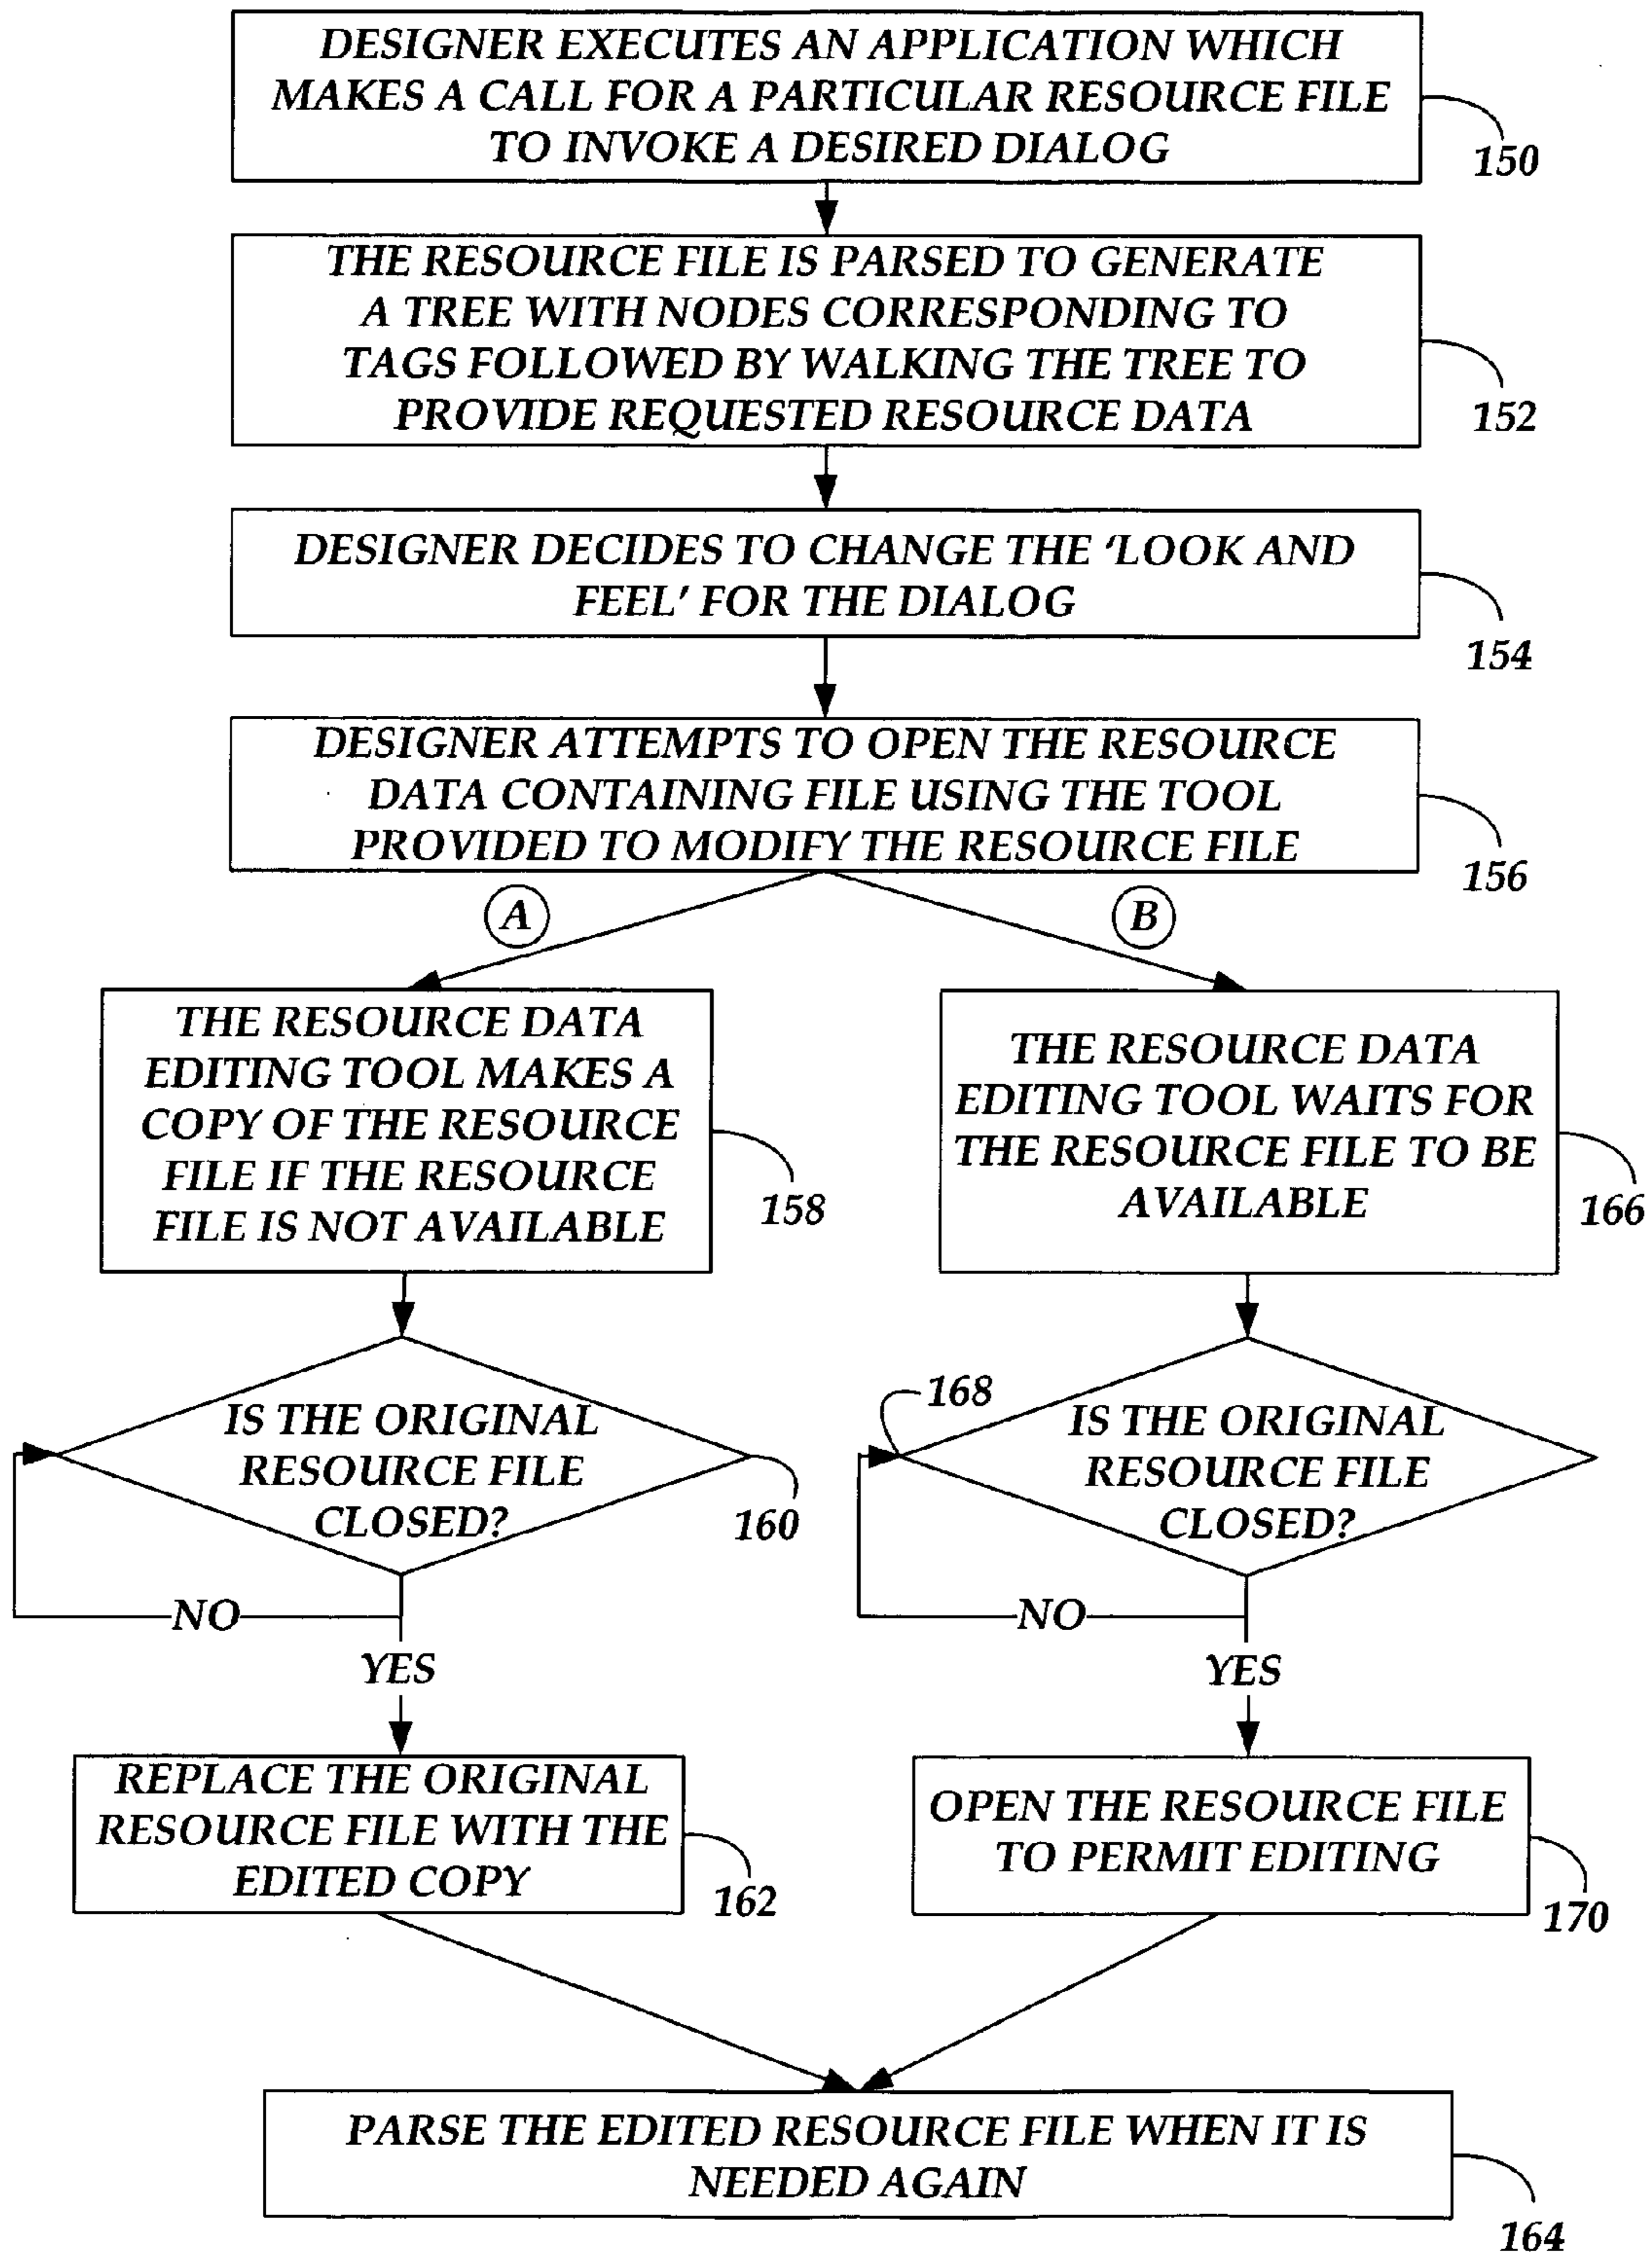 DESIGNER EXECUTES AN APPLICATION WHICH
MAKES A CALL FOR A PARTICULAR RESOURCE FILE
TO INVOKE A DESIRED DIALOG
150
THE RESOURCE FILE IS PARSED TO GENERATE
A TREE WITH NODES CORRESPONDING TO
TAGS FOLLOWED BY WALKING THE TREE TO
PROVIDE REQUESTED RESOURCE DATA
152
DESIGNER DECIDES TO CHANGE THE 'LOOK AND
FEEL' FOR THE DIALOG
154
DESIGNER ATTEMPTS TO OPEN THE RESOURCE
DATA CONTAINING FILE USING THE TOOL
PROVIDED TO MODIFY THE RESOURCE FILE
156
A
B
THE RESOURCE DATA
EDITING TOOL MAKES A
COPY OF THE RESOURCE
FILE IF THE RESOURCE
FILE IS NOT AVAILABLE
158
THE RESOURCE DATA
EDITING TOOL WAITS FOR
THE RESOURCE FILE TO BE
AVAILABLE
166
IS THE ORIGINAL
RESOURCE FILE
CLOSED?
160
NO
YES
168
IS THE ORIGINAL
RESOURCE FILE
CLOSED?
NO
YES
REPLACE THE ORIGINAL
RESOURCE FILE WITH THE
EDITED COPY
162
OPEN THE RESOURCE FILE
TO PERMIT EDITING
170
PARSE THE EDITED RESOURCE FILE WHEN IT IS
NEEDED AGAIN
164